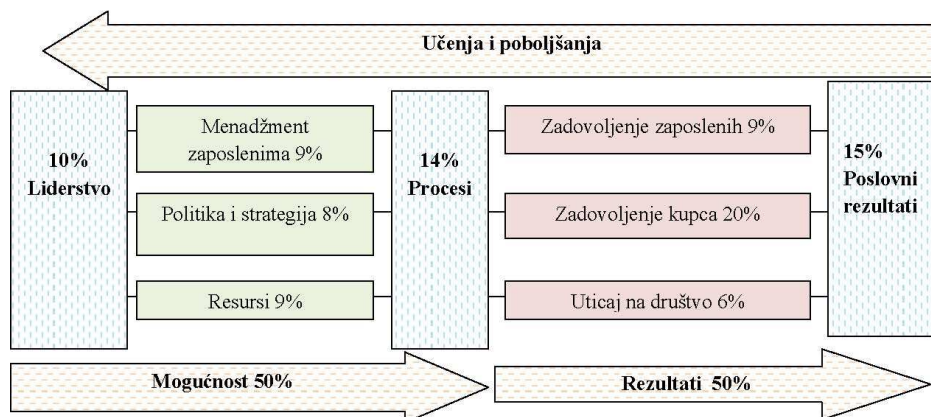 Učenja i poboljšanja
10%
Liderstvo
Menadžment
zaposlenima 9%
Politika i strategija 8%
Resursi 9%
14%
Procesi
Zadovoljenje zaposlenih 9%
Zadovoljenje kupca 20%
Uticaj na društvo 6%
15%
Poslovni
rezultati
Mogućnost 50%
Rezultati 50%